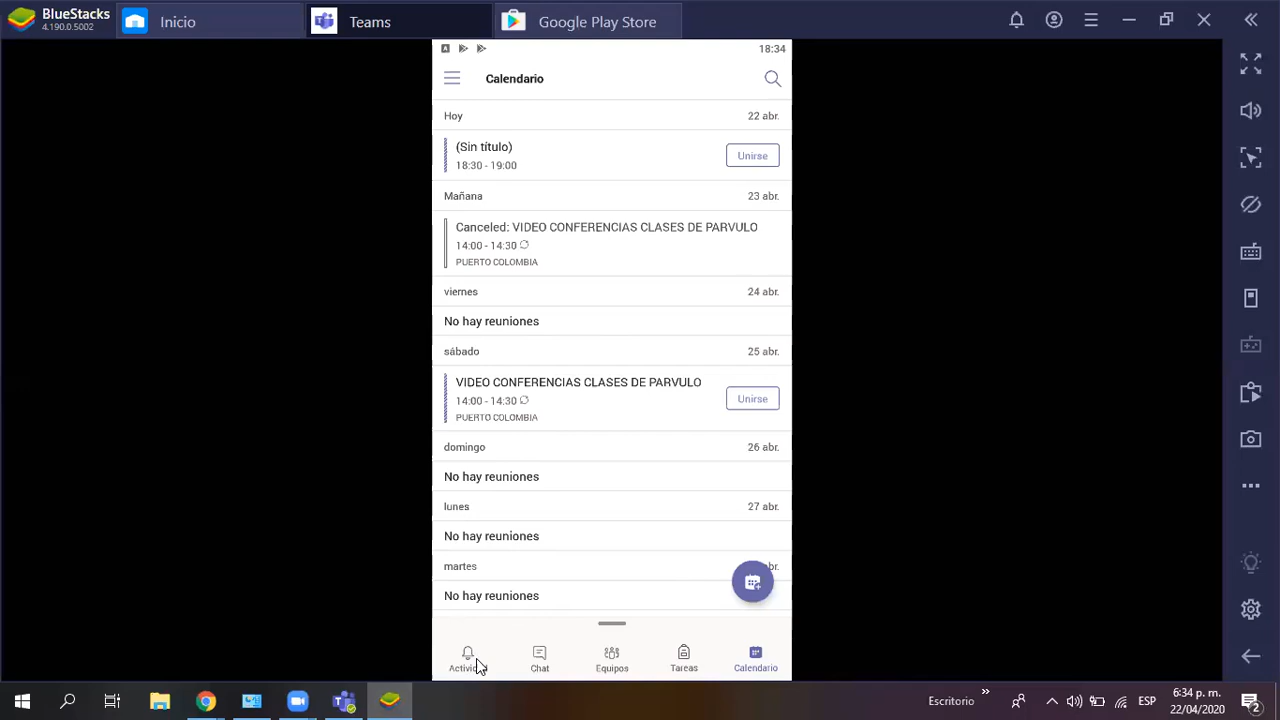 BlueStacks
4.190.0.5002
Inicio
Teams
Google Play Store
18:34
Calendario
Hoy 22 abr.
(Sin título)
18:30 - 19:00
Unirse
Mañana 23 abr.
Canceled: VIDEO CONFERENCIAS CLASES DE PARVULO
14:00 - 14:30
PUERTO COLOMBIA
viernes 24 abr.
No hay reuniones
sábado 25 abr.
VIDEO CONFERENCIAS CLASES DE PARVULO
14:00 - 14:30
Unirse
PUERTO COLOMBIA
domingo 26 abr.
No hay reuniones
lunes 27 abr.
No hay reuniones
martes abr.
No hay reuniones
Chat
Equipos
Tareas
Calendario
Escritorio
ESP
6:34 p. m.
22/04/2020
2